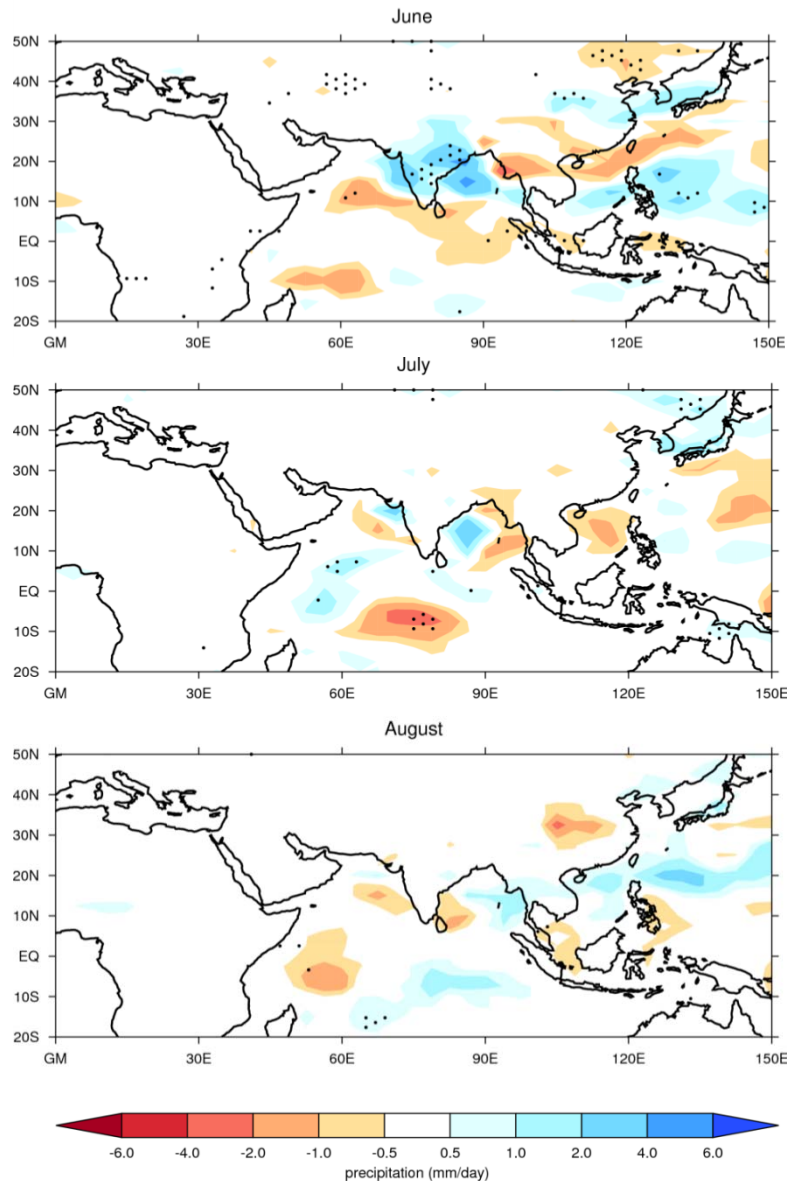 June
50N
40N
30N
20N
10N
EQ
10S
20S
GM 30E 60E 90E 120E 150E
July
50N
40N
30N
20N
10N
EQ
10S
20S
GM 30E 60E 90E 120E 150E
August
50N
40N
30N
20N
10N
EQ
10S
20S
GM 30E 60E 90E 120E 150E
-6.0 -4.0 -2.0 -1.0 -0.5 0.5 1.0 2.0 4.0 6.0
precipitation (mm/day)